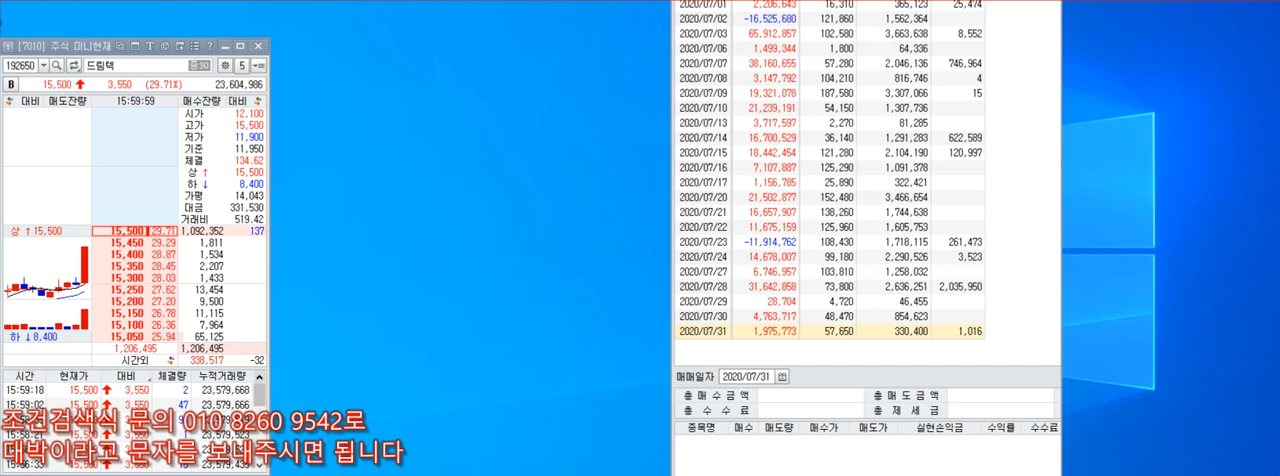 [7010] 주식 미니현재
192650 드림텍 30 5
B 15,500 3,550 (29.71%) 23,604,986
대비 매도잔량 15:59:59 매수잔량 대비
시가 12,100
고가 15,500
저가 11,900
기준 11,950
체결 134.62
상 ↑ 15,500
하 ↓ 8,400
가평 14,043
대금 331,530
거래비 519.42
상 ↑15,500 15,500 29.71 1,092,352 137
15,450 29.29 1,811
15,400 28.87 1,534
15,350 28.45 2,207
15,300 28.03 1,433
15,250 27.62 13,454
15,200 27.20 9,500
15,150 26.78 11,115
15,100 26.36 7,964
하 ↓8,400 15,050 25.94 65,125
1,206,495 1,206,495
시간외 338,517 -32
시간 현재가 대비 체결량 누적거래량
15:59:18 15,500 3,550 2 23,579,668
15:59:02 15,500 3,550 47 23,579,666
조건검색식 문의 010 8260 9542로
대박이라고 문자를 보내주시면 됩니다
2020/07/01 2,206,643 16,310 365,123 25,474
2020/07/02 -16,525,680 121,860 1,562,364
2020/07/03 65,912,857 102,580 3,663,638 8,552
2020/07/06 1,499,344 1,800 64,336
2020/07/07 38,160,655 57,280 2,046,136 746,964
2020/07/08 3,147,792 104,210 816,746 4
2020/07/09 19,321,078 187,580 3,307,066 15
2020/07/10 21,239,191 54,150 1,307,736
2020/07/13 3,717,597 2,270 81,285
2020/07/14 16,700,529 36,140 1,291,283 622,589
2020/07/15 18,442,454 121,280 2,104,190 120,997
2020/07/16 7,107,887 125,290 1,091,378
2020/07/17 1,156,785 25,890 322,421
2020/07/20 21,502,877 152,480 3,466,654
2020/07/21 16,657,907 138,260 1,744,638
2020/07/22 11,675,159 125,960 1,605,753
2020/07/23 -11,914,762 108,430 1,718,115 261,473
2020/07/24 14,678,007 99,180 2,290,526 3,523
2020/07/27 6,746,957 103,810 1,258,032
2020/07/28 31,642,858 73,800 2,636,251 2,035,950
2020/07/29 28,704 4,720 46,455
2020/07/30 4,763,717 48,470 854,623
2020/07/31 1,975,773 57,650 330,400 1,016
매매일자 2020/07/31
총 매 수 금 액 총 매 도 금 액
총 수 수 료 총 제 세 금
종목명 매수 매도량 매수가 매도가 실현손익금 수익률 수수료